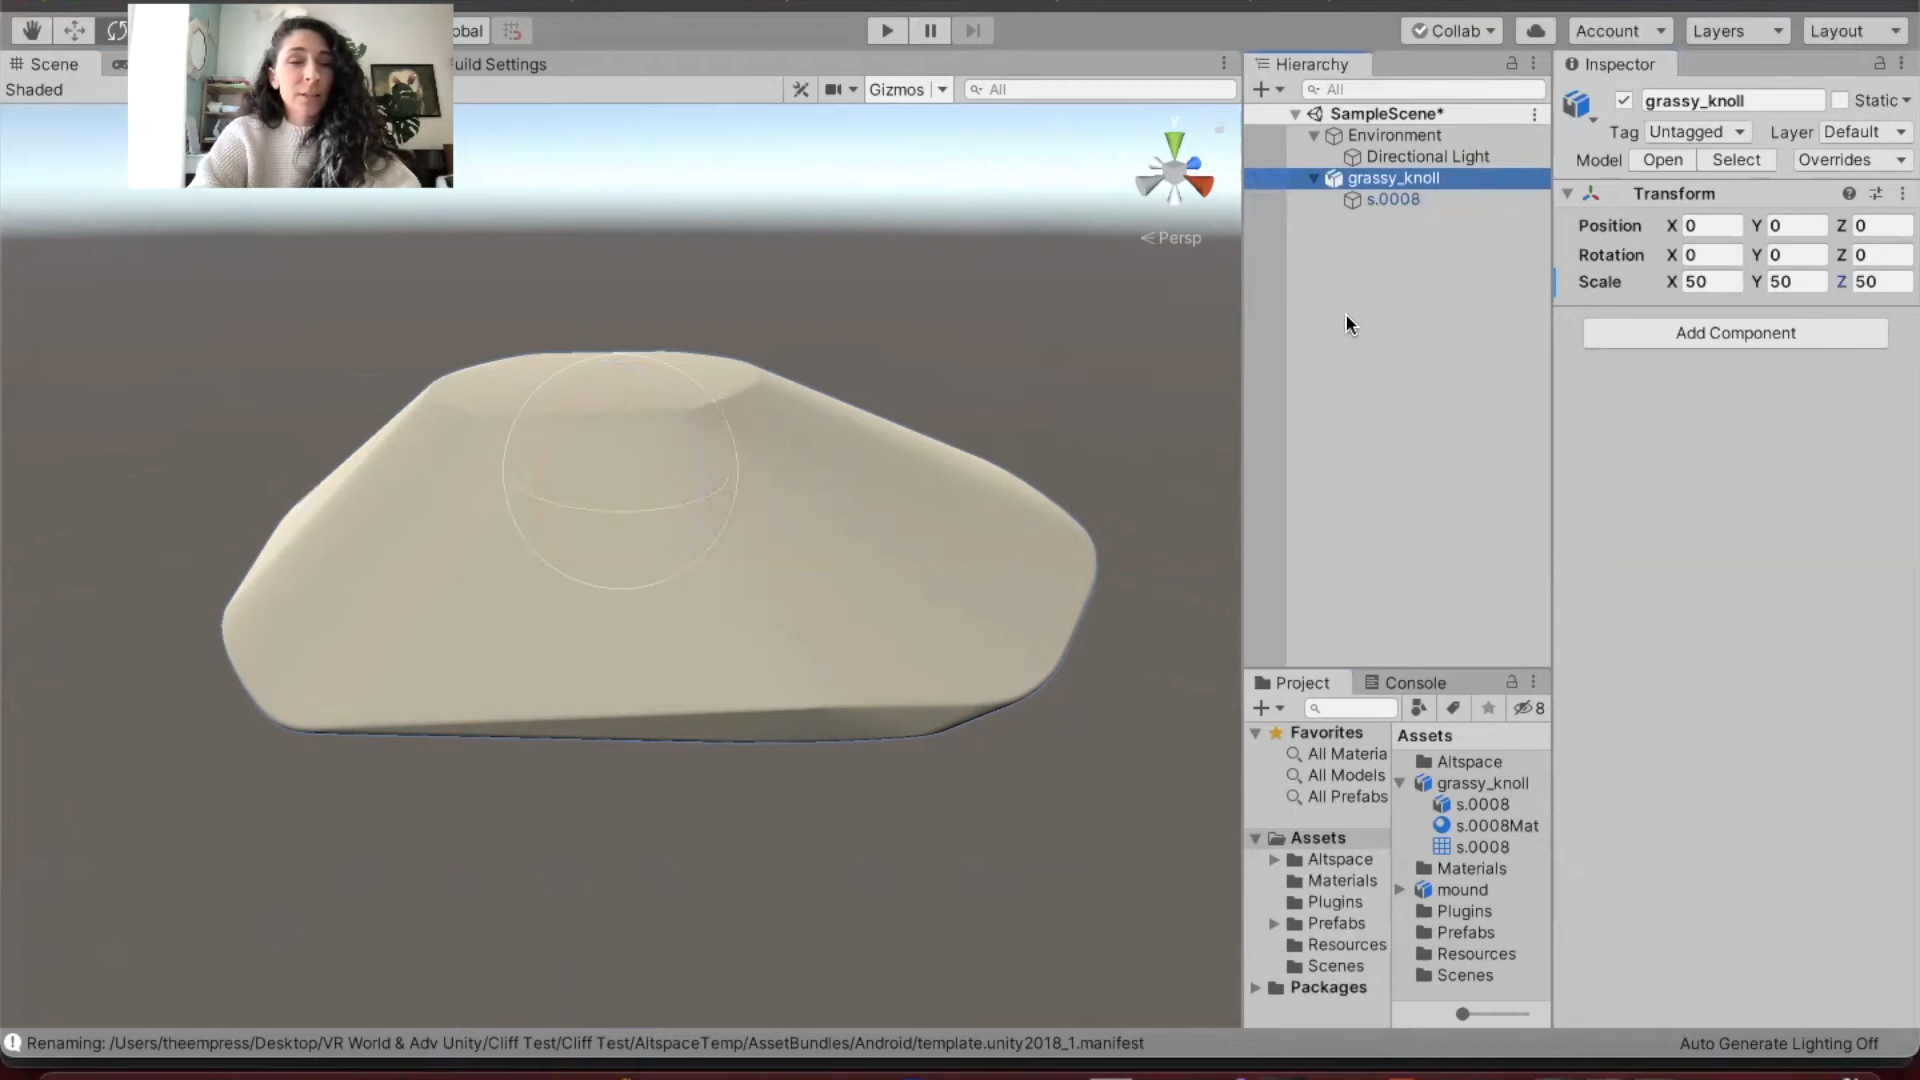 obal
Collab
Account
Layers
Layout
Scene
uild Settings
Shaded
Gizmos
All
y
Persp
Hierarchy
All
SampleScene*
Environment
Directional Light
grassy_knoll
s.0008
Inspector
grassy_knoll
Static
Tag Untagged Layer Default
Model Open Select Overrides
Transform
Position X 0 Y 0 Z 0
Rotation X 0 Y 0 Z 0
Scale X 50 Y 50 Z 50
Add Component
Project
Console
8
Favorites
All Materia
All Models
All Prefabs
Assets
Altspace
Materials
Plugins
Prefabs
Resources
Scenes
Packages
Assets
Altspace
grassy_knoll
s.0008
s.0008Mat
s.0008
Materials
mound
Plugins
Prefabs
Resources
Scenes
Renaming: /Users/theempress/Desktop/VR World & Adv Unity/Cliff Test/Cliff Test/AltspaceTemp/AssetBundles/Android/template.unity2018_1.manifest
Auto Generate Lighting Off